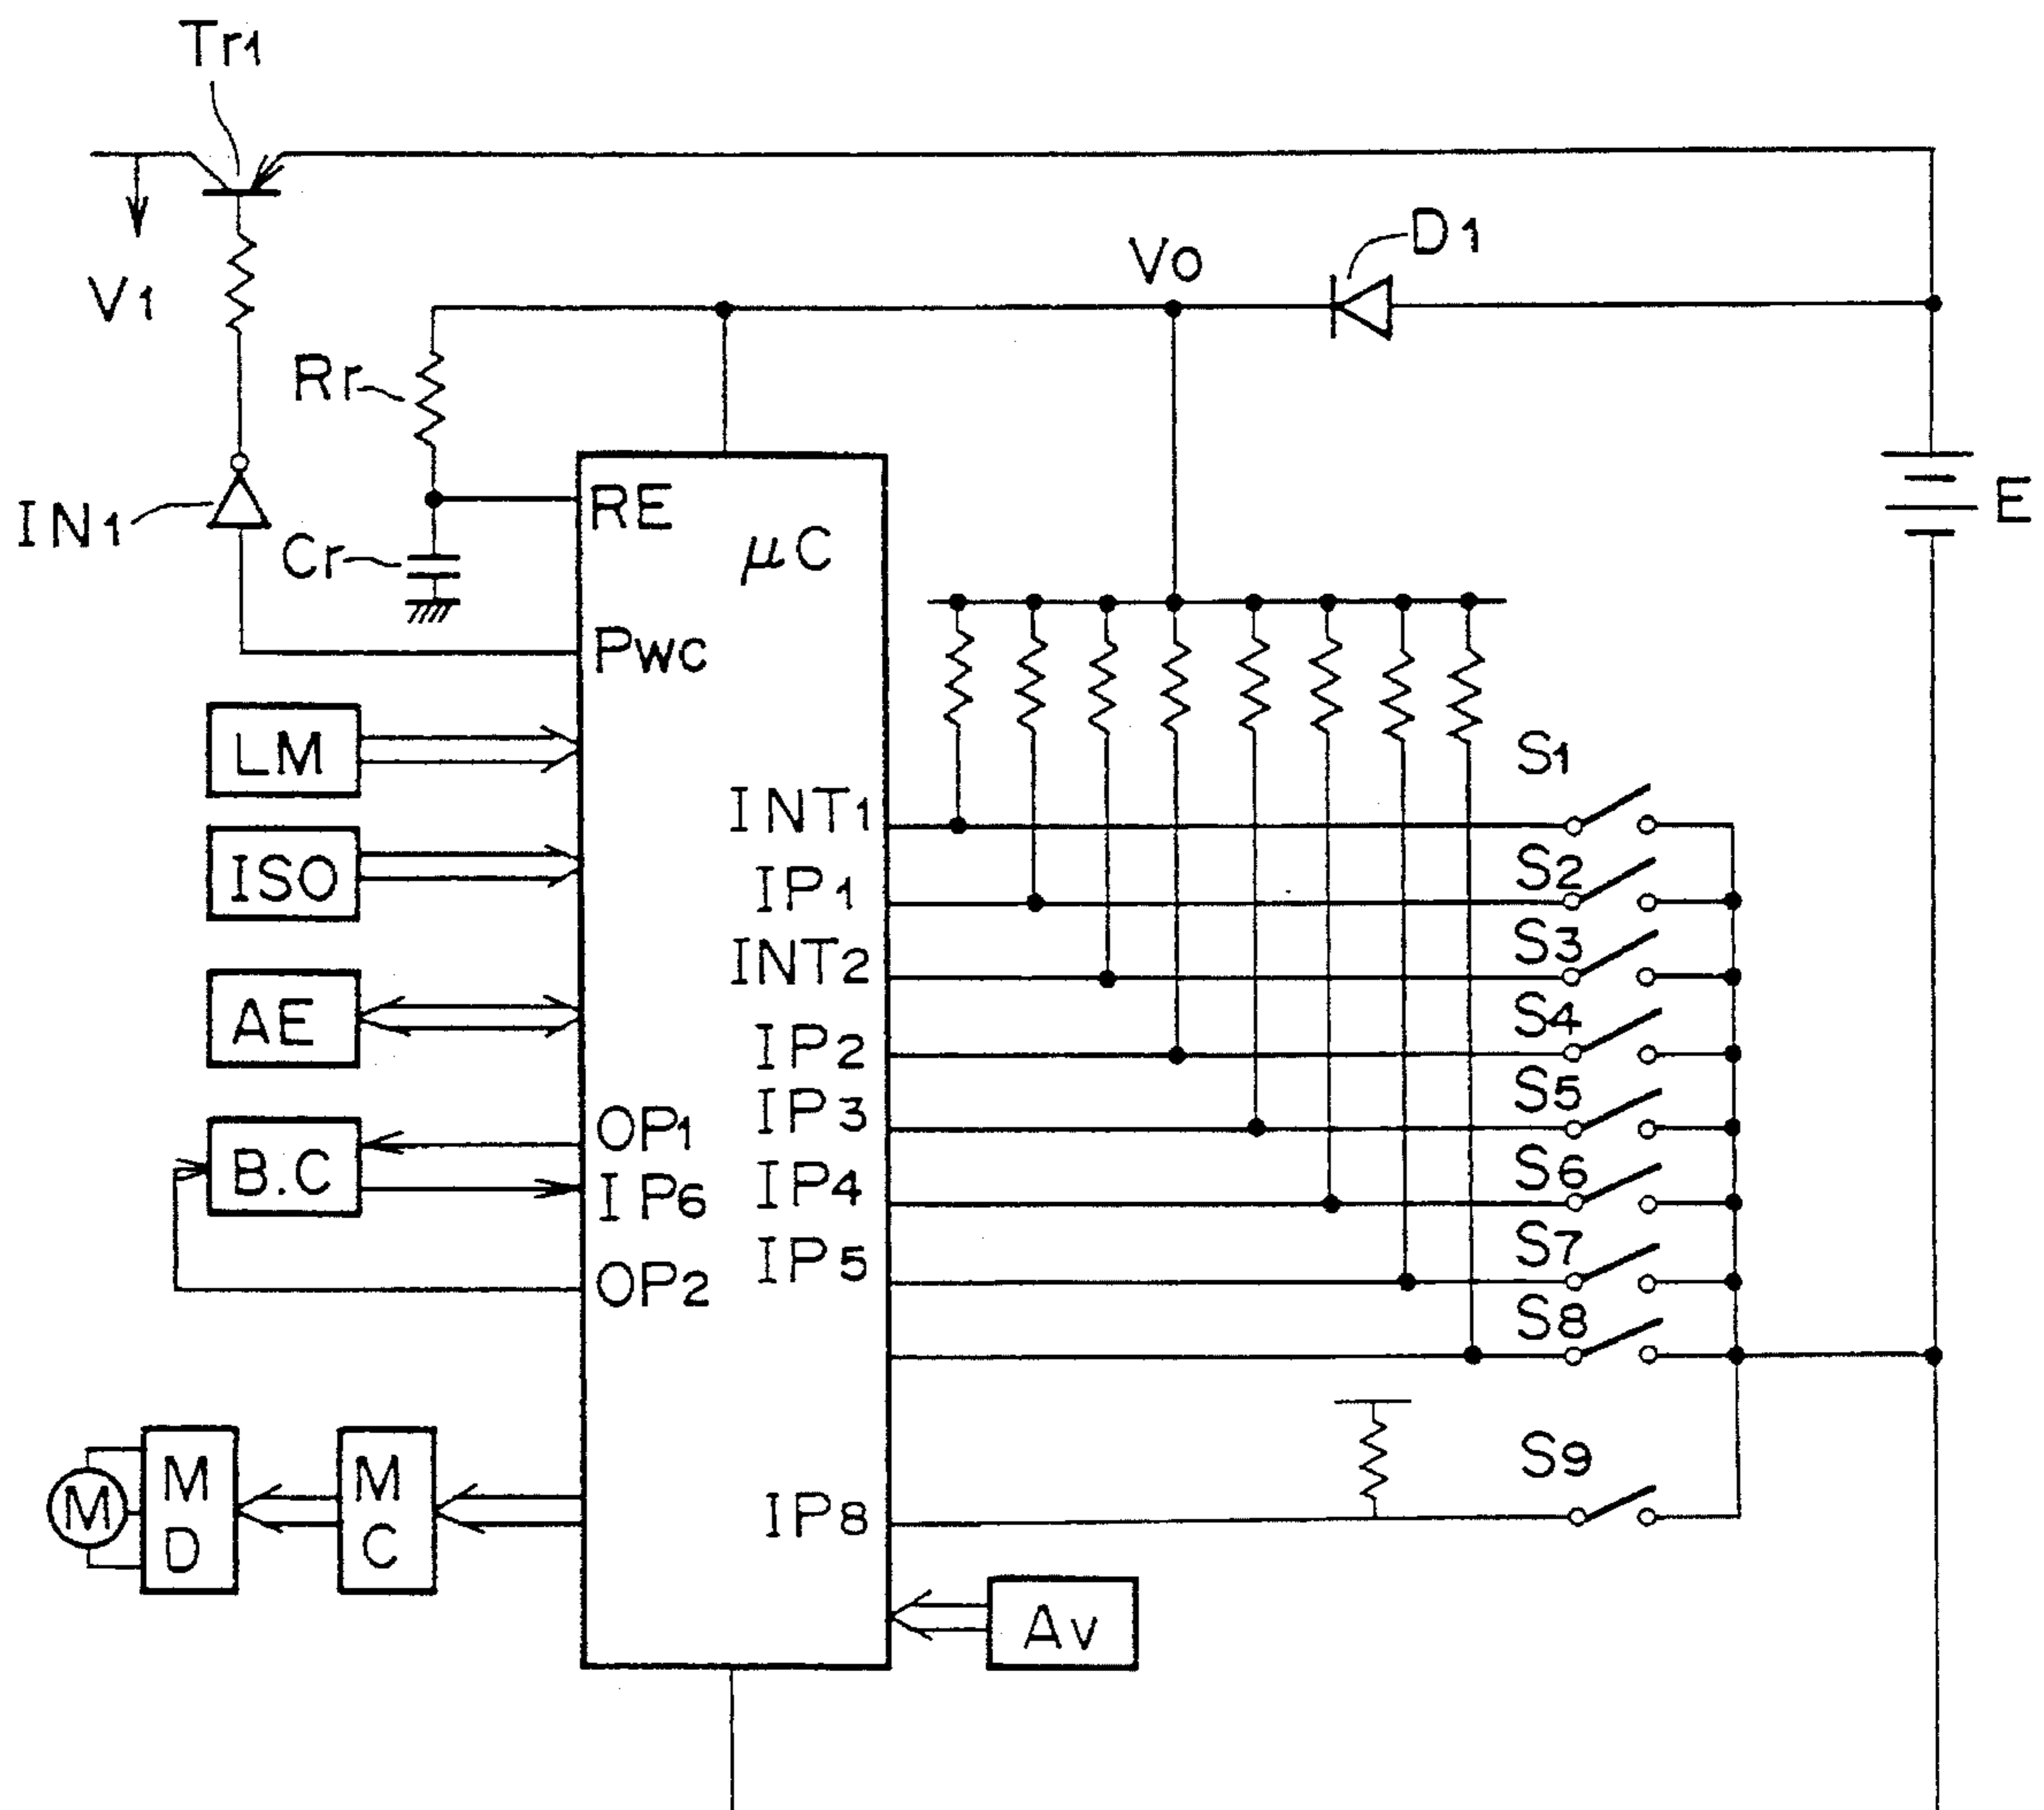 Tr1
V1
Vo
D1
Rr
IN1
Cr
RE
μC
E
Pwc
LM
ISO
AE
B.C
OP1
IP6
OP2
INT1
IP1
INT2
IP2
IP3
IP4
IP5
IP8
S1
S2
S3
S4
S5
S6
S7
S8
S9
M
MD
MC
Av